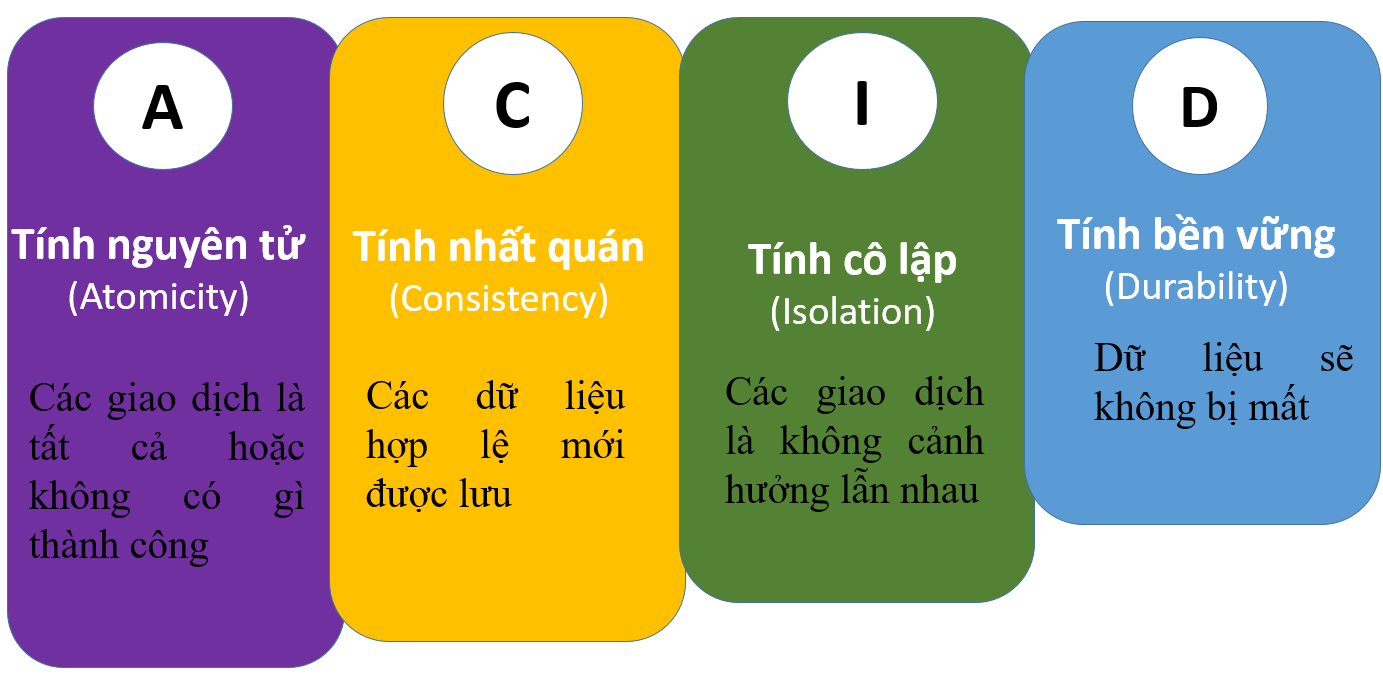 A
Tính nguyên tử
(Atomicity)
Các giao dịch là
tất cả hoặc
không có gì
thành công
C
Tính nhất quán
(Consistency)
Các dữ liệu
hợp lệ mới
được lưu
I
Tính cô lập
(Isolation)
Các giao dịch
là không cảnh
hưởng lẫn nhau
D
Tính bền vững
(Durability)
Dữ liệu sẽ
không bị mất